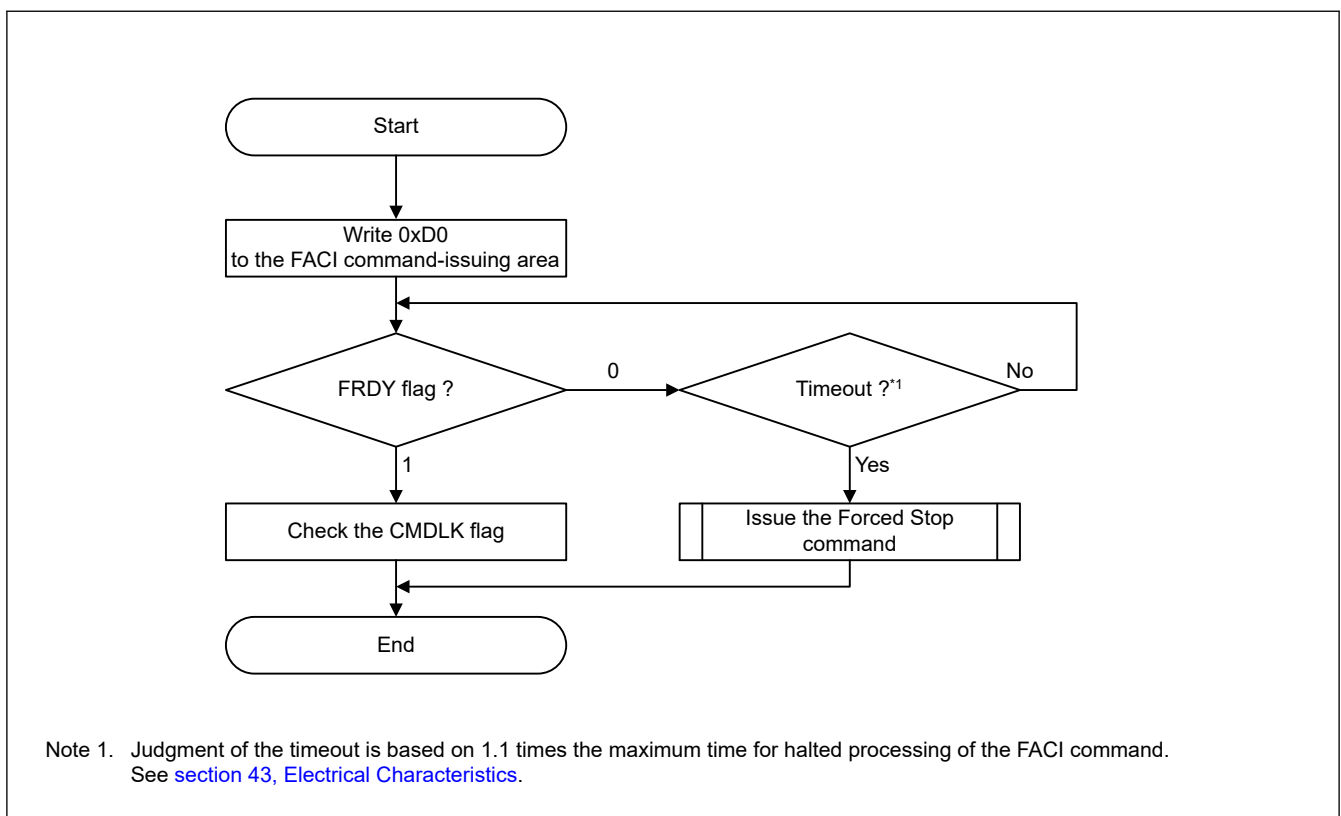 Start
Write 0xD0
to the FACI command-issuing area
FRDY flag ?
0
Timeout ?*1
No
1
Yes
Check the CMDLK flag
Issue the Forced Stop
command
End
Note 1. Judgment of the timeout is based on 1.1 times the maximum time for halted processing of the FACI command.
See section 43, Electrical Characteristics.